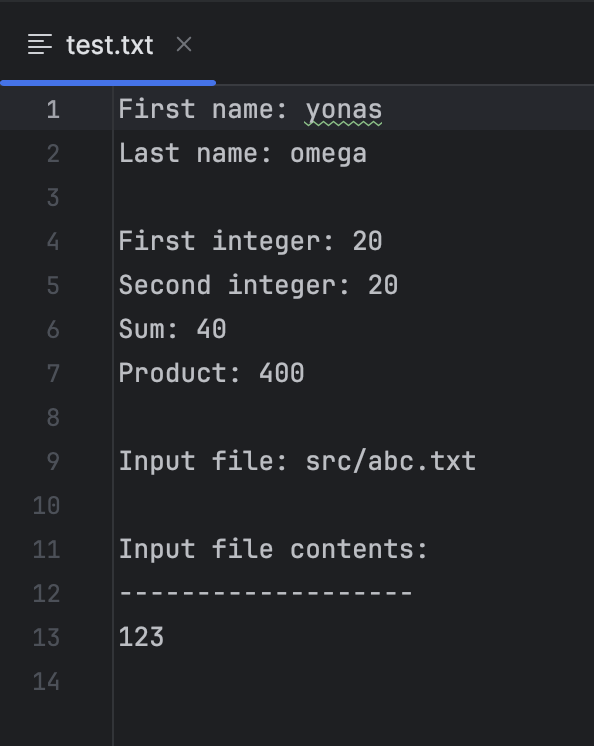 test.txt
1 First name: yonas
2 Last name: omega
3
4 First integer: 20
5 Second integer: 20
6 Sum: 40
7 Product: 400
8
9 Input file: src/abc.txt
10
11 Input file contents:
12 -------------------
13 123
14